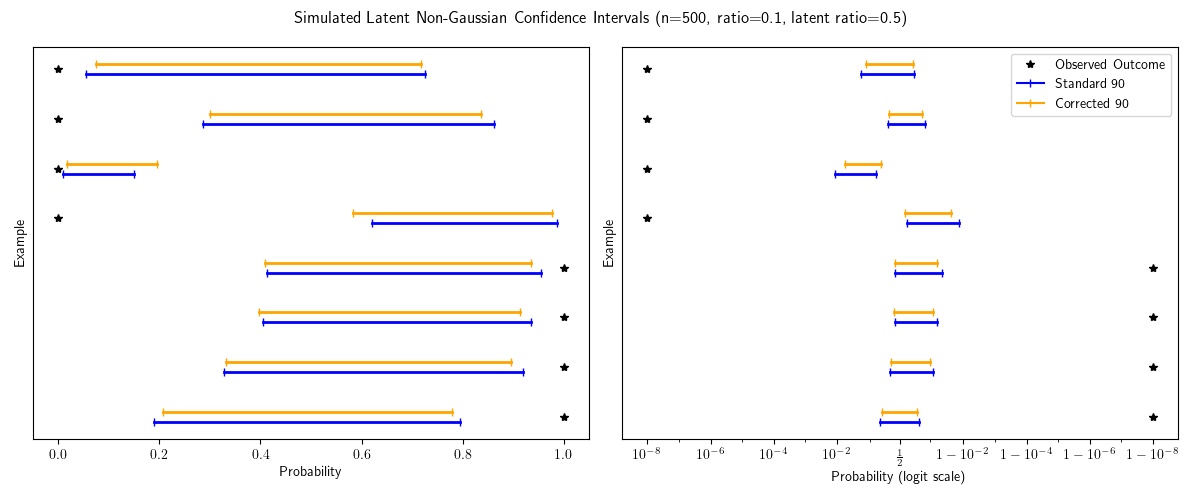 Simulated Latent Non-Gaussian Confidence Intervals (n=500, ratio=0.1, latent ratio=0.5)
Example
0.0 0.2 0.4 0.6 0.8 1.0
Probability
Example
Observed Outcome
Standard 90
Corrected 90
10⁻⁸ 10⁻⁶ 10⁻⁴ 10⁻² ½ 1−10⁻² 1−10⁻⁴ 1−10⁻⁶ 1−10⁻⁸
Probability (logit scale)